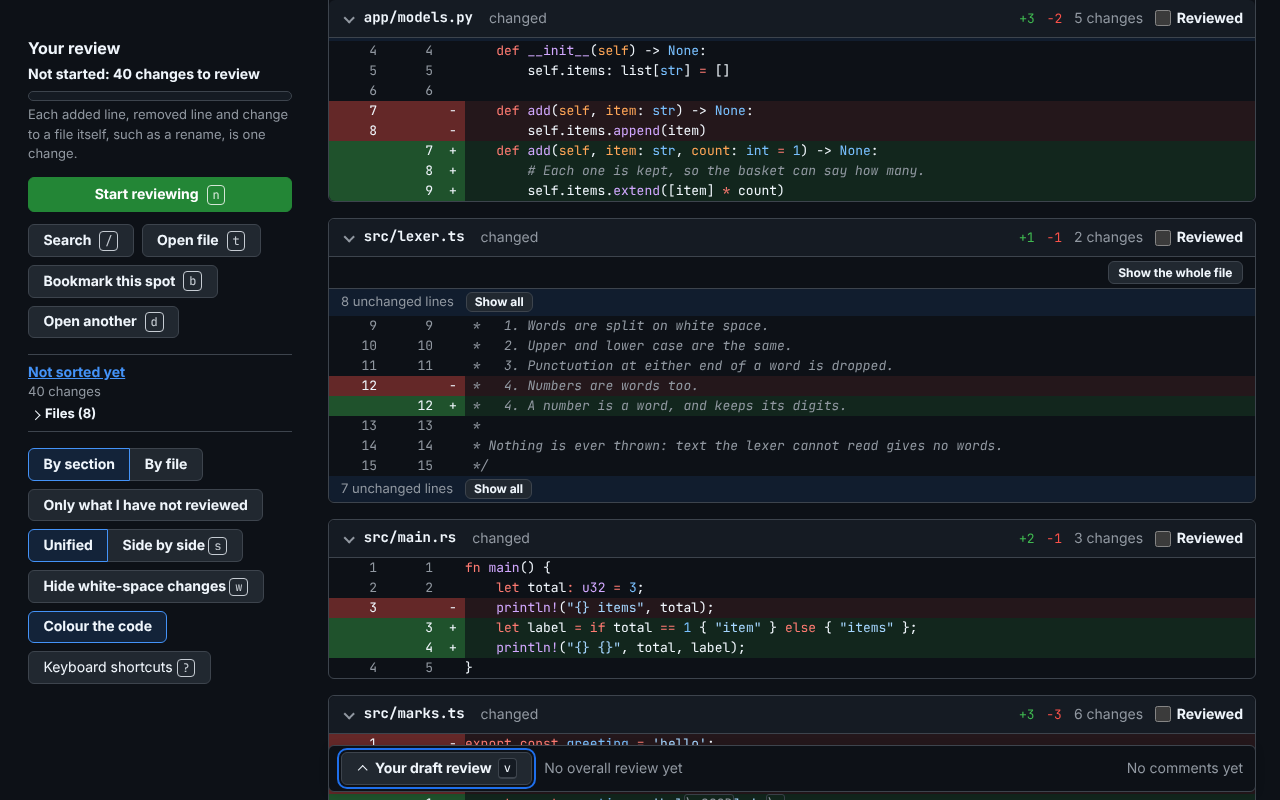 Your review
Not started: 40 changes to review
Each added line, removed line and change
to a file itself, such as a rename, is one
change.
Start reviewing n
Search / Open file t
Bookmark this spot b
Open another d
Not sorted yet
40 changes
Files (8)
By section By file
Only what I have not reviewed
Unified Side by side s
Hide white-space changes w
Colour the code
Keyboard shortcuts ?
app/models.py changed +3 -2 5 changes Reviewed
4 4 def __init__(self) -> None:
5 5 self.items: list[str] = []
6 6
7 - def add(self, item: str) -> None:
8 - self.items.append(item)
7 + def add(self, item: str, count: int = 1) -> None:
8 + # Each one is kept, so the basket can say how many.
9 + self.items.extend([item] * count)
src/lexer.ts changed +1 -1 2 changes Reviewed
Show the whole file
8 unchanged lines Show all
9 9 * 1. Words are split on white space.
10 10 * 2. Upper and lower case are the same.
11 11 * 3. Punctuation at either end of a word is dropped.
12 - * 4. Numbers are words too.
12 + * 4. A number is a word, and keeps its digits.
13 13 *
14 14 * Nothing is ever thrown: text the lexer cannot read gives no words.
15 15 */
7 unchanged lines Show all
src/main.rs changed +2 -1 3 changes Reviewed
1 1 fn main() {
2 2 let total: u32 = 3;
3 - println!("{} items", total);
3 + let label = if total == 1 { "item" } else { "items" };
4 + println!("{} {}", total, label);
4 5 }
src/marks.ts changed +3 -3 6 changes Reviewed
1 - export const greeting = 'hello';
Your draft review v No overall review yet No comments yet